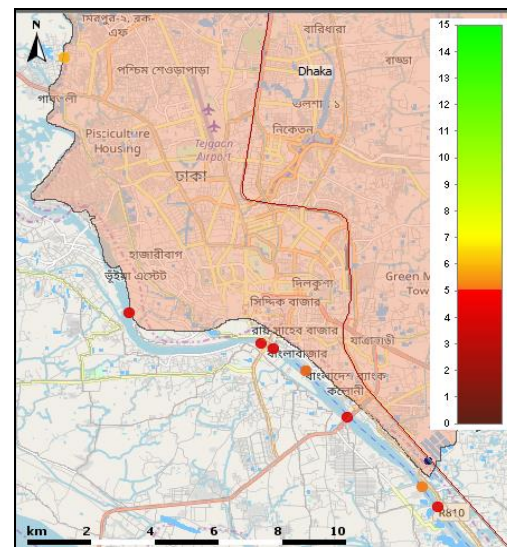 মিরপুর-২, ব্লক-
এফ
বারিধারা
N
পশ্চিম শেওড়াপাড়া
Dhaka
বাড্ডা
গাবতলী
গুলশান ১
নিকেতন
Pisciculture
Housing
Tejgaon
Airport
ঢাকা
হাজারীবাগ
ভূঁইয়া এস্টেট
দিলকুশা
Green M
Town
সিদ্দিক বাজার
রায় সাহেব বাজার
যাত্রাবাড়ী
বাংলাবাজার
বাংলাদেশ ব্যাংক
কলোনী
R810
km 2 4 6 8 10
15
14
13
12
11
10
9
8
7
6
5
4
3
2
1
0